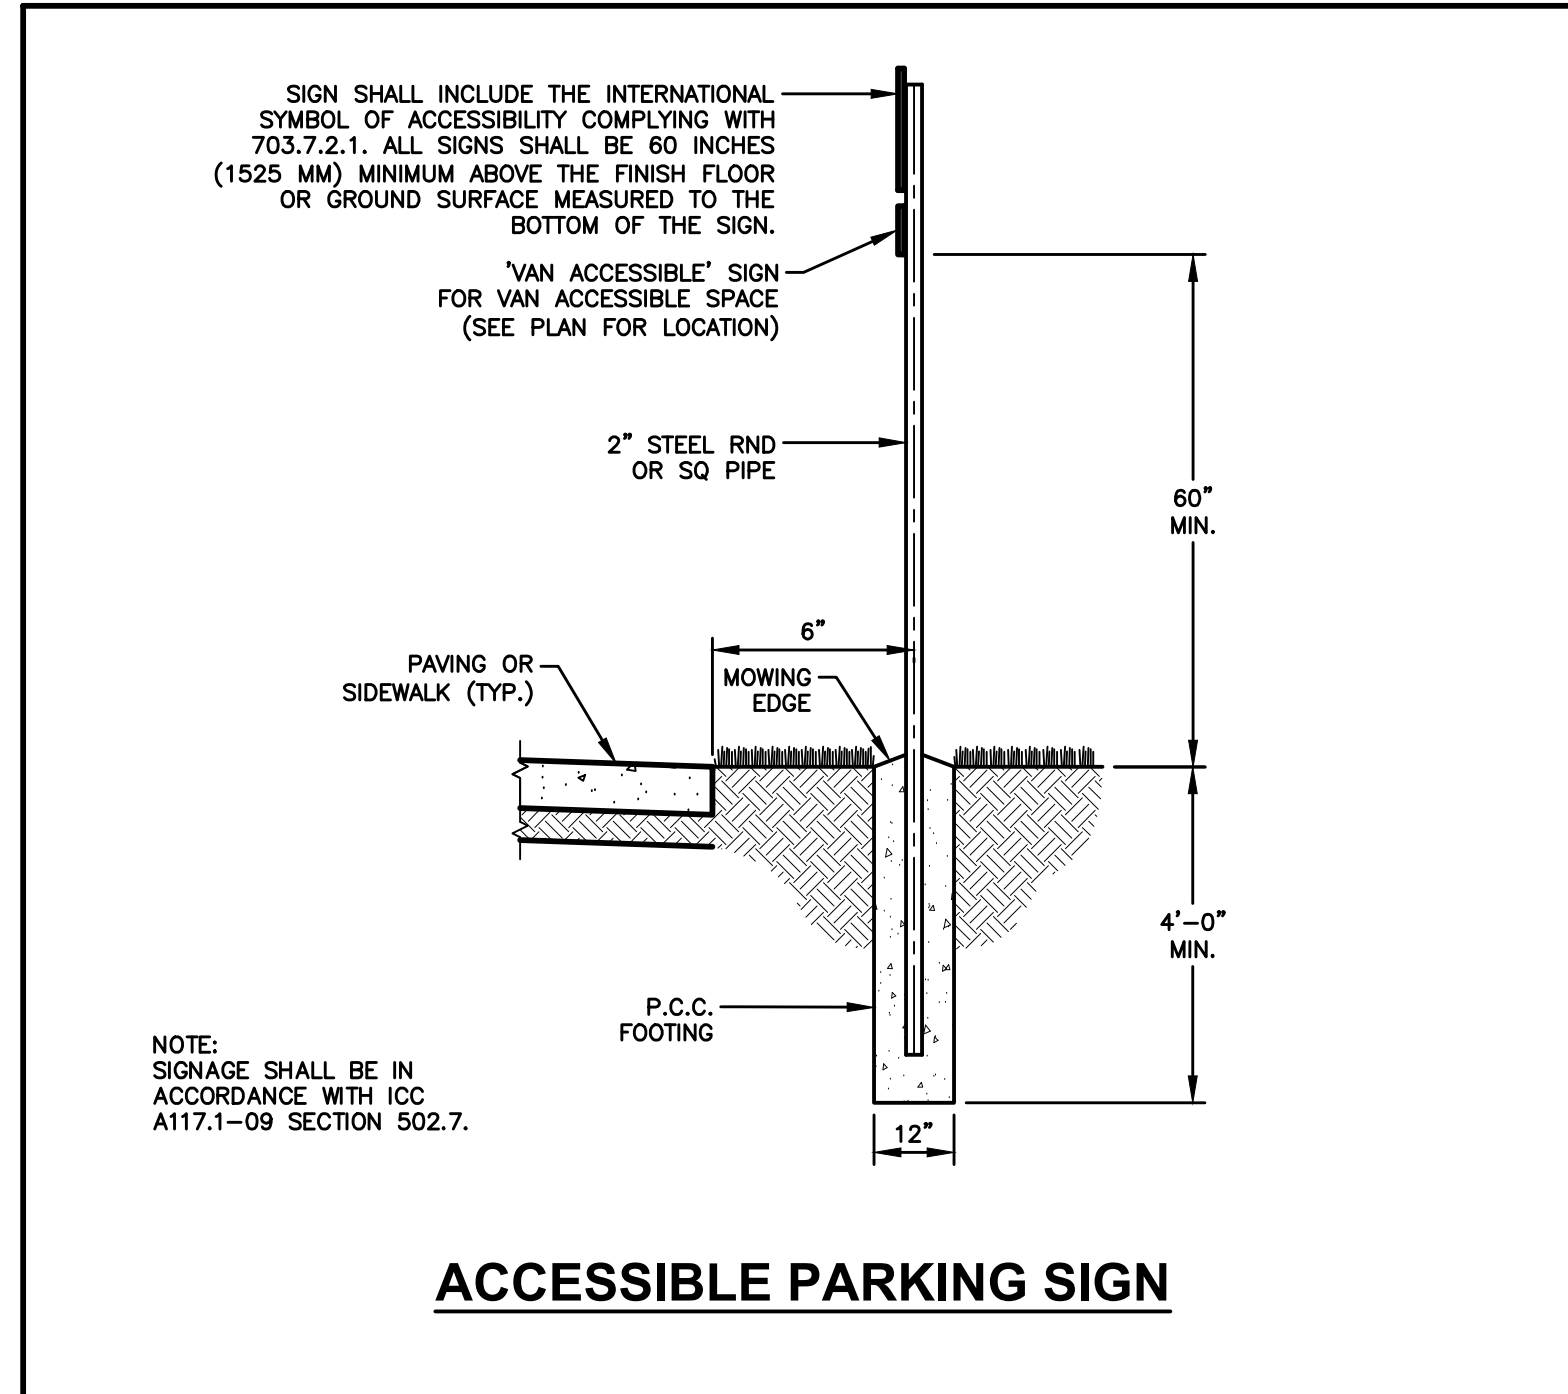 SIGN SHALL INCLUDE THE INTERNATIONAL
SYMBOL OF ACCESSIBILITY COMPLYING WITH
703.7.2.1. ALL SIGNS SHALL BE 60 INCHES
(1525 MM) MINIMUM ABOVE THE FINISH FLOOR
OR GROUND SURFACE MEASURED TO THE
BOTTOM OF THE SIGN.
'VAN ACCESSIBLE' SIGN
FOR VAN ACCESSIBLE SPACE
(SEE PLAN FOR LOCATION)
2" STEEL RND
OR SQ PIPE
60"
MIN.
6"
PAVING OR
SIDEWALK (TYP.)
MOWING
EDGE
4'-0"
MIN.
P.C.C.
FOOTING
NOTE:
SIGNAGE SHALL BE IN
ACCORDANCE WITH ICC
A117.1-09 SECTION 502.7.
12"
ACCESSIBLE PARKING SIGN